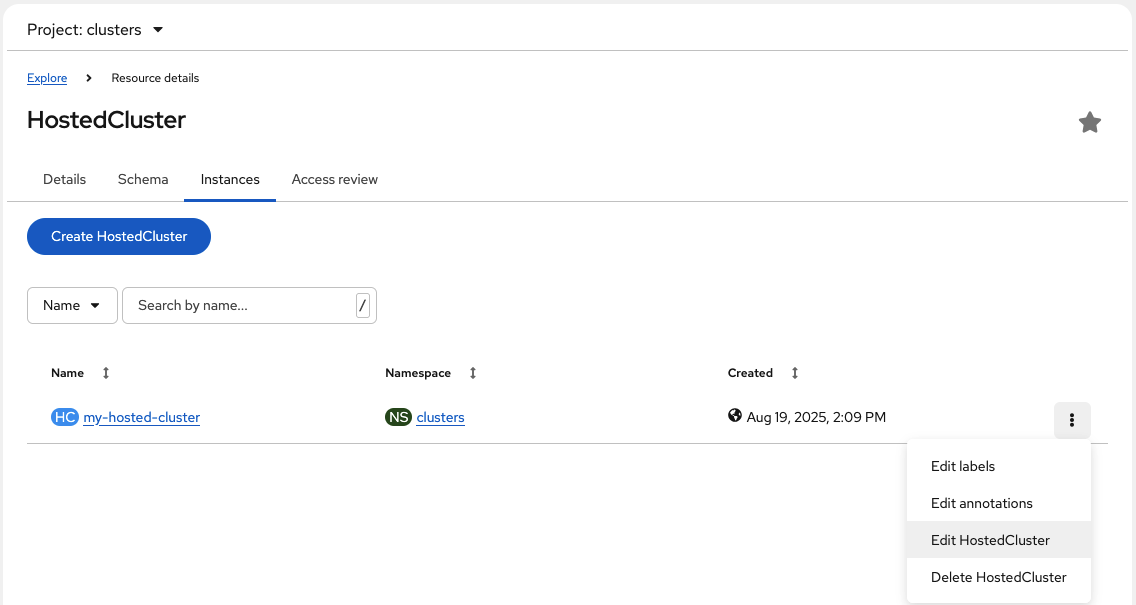 Project: clusters
Explore Resource details
HostedCluster
Details Schema Instances Access review
Create HostedCluster
Name Search by name... /
Name Namespace Created
HC my-hosted-cluster NS clusters Aug 19, 2025, 2:09 PM
Edit labels
Edit annotations
Edit HostedCluster
Delete HostedCluster